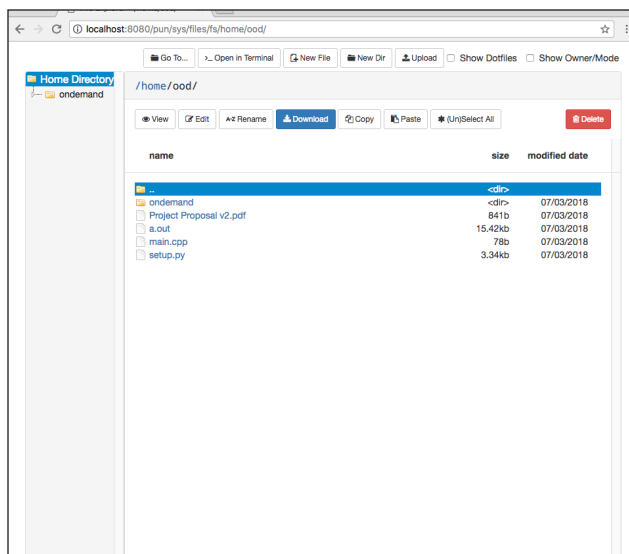 localhost:8080/pun/sys/files/fs/home/ood/
Go To... >_ Open in Terminal New File New Dir Upload Show Dotfiles Show Owner/Mode
Home Directory
ondemand
/home/ood/
View Edit A-Z Rename Download Copy Paste (Un)Select All Delete
name size modified date
.. <dir>
ondemand <dir> 07/03/2018
Project Proposal v2.pdf 841b 07/03/2018
a.out 15.42kb 07/03/2018
main.cpp 78b 07/03/2018
setup.py 3.34kb 07/03/2018